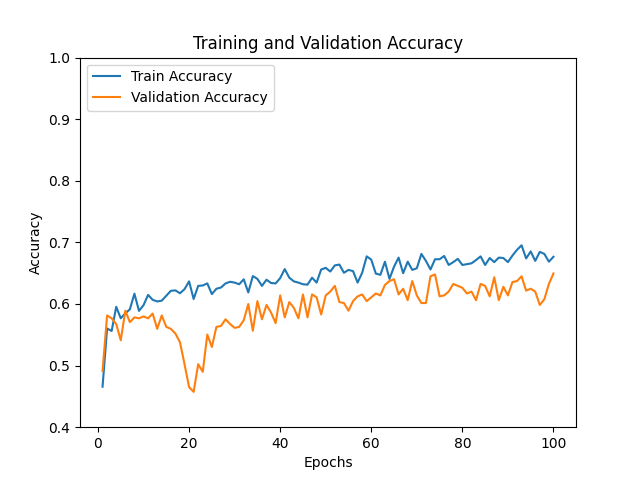 Training and Validation Accuracy
Train Accuracy
Validation Accuracy
1.0
0.9
0.8
0.7
0.6
0.5
0.4
Accuracy
0 20 40 60 80 100
Epochs